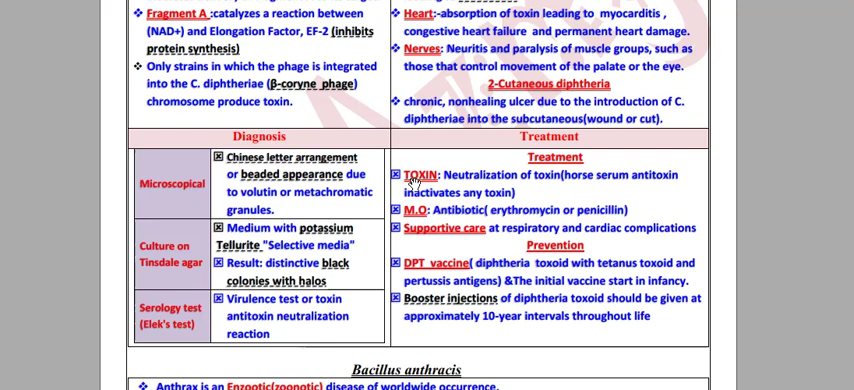 ❖ Fragment A :catalyzes a reaction between
(NAD+) and Elongation Factor, EF-2 (inhibits
protein synthesis)
❖ Only strains in which the phage is integrated
into the C. diphtheriae (β-coryne phage)
chromosome produce toxin.
❖ Heart:-absorption of toxin leading to myocarditis ,
congestive heart failure and permanent heart damage.
❖ Nerves: Neuritis and paralysis of muscle groups, such as
those that control movement of the palate or the eye.
2-Cutaneous diphtheria
❖ chronic, nonhealing ulcer due to the introduction of C.
diphtheriae into the subcutaneous(wound or cut).
Diagnosis
Microscopical
☒ Chinese letter arrangement
or beaded appearance due
to volutin or metachromatic
granules.
Culture on
Tinsdale agar
☒ Medium with potassium
Tellurite "Selective media"
☒ Result: distinctive black
colonies with halos
Serology test
(Elek's test)
☒ Virulence test or toxin
antitoxin neutralization
reaction
Treatment
Treatment
☒ TOXIN: Neutralization of toxin(horse serum antitoxin
inactivates any toxin)
☒ M.O: Antibiotic( erythromycin or penicillin)
☒ Supportive care at respiratory and cardiac complications
Prevention
☒ DPT vaccine( diphtheria toxoid with tetanus toxoid and
pertussis antigens) &The initial vaccine start in infancy.
☒ Booster injections of diphtheria toxoid should be given at
approximately 10-year intervals throughout life
Bacillus anthracis
❖ Anthrax is an Enzootic(zoonotic) disease of worldwide occurrence.